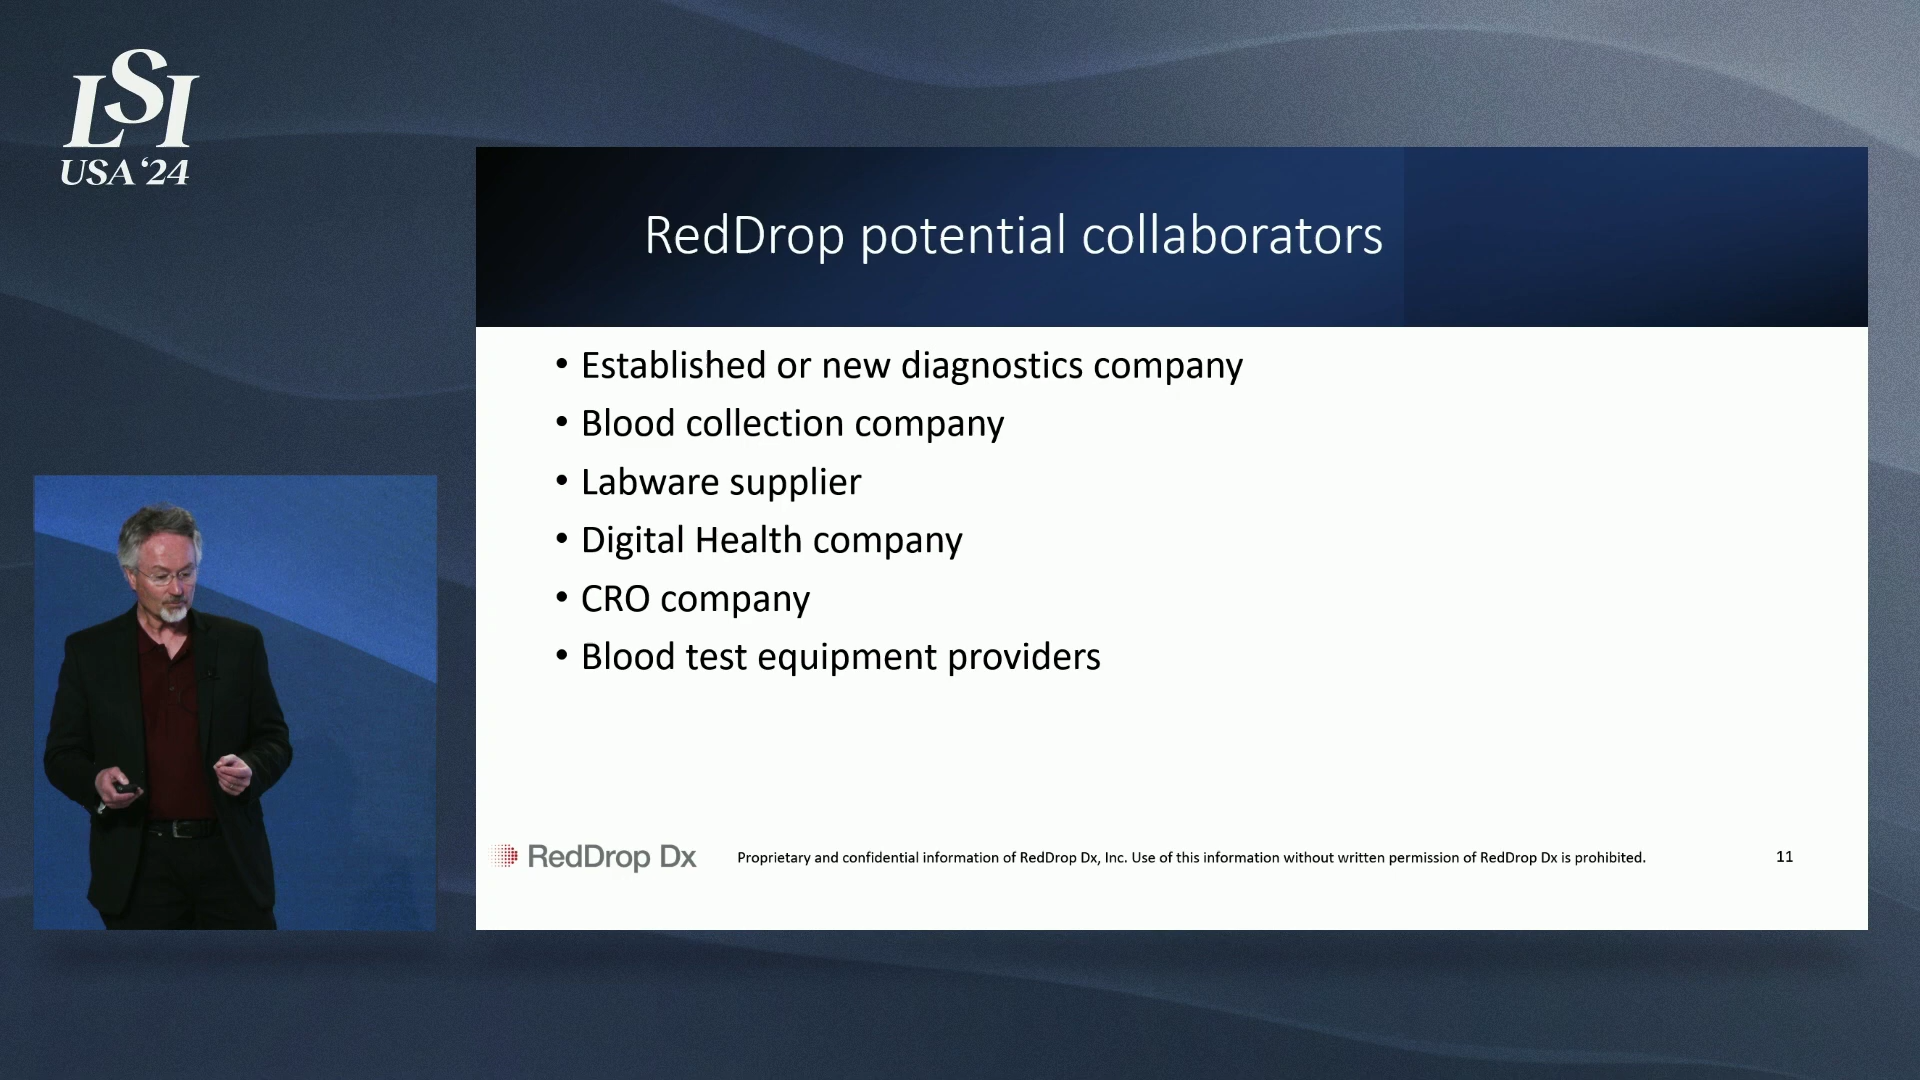 LSI
USA '24
RedDrop potential collaborators
• Established or new diagnostics company
• Blood collection company
• Labware supplier
• Digital Health company
• CRO company
• Blood test equipment providers
RedDrop Dx
Proprietary and confidential information of RedDrop Dx, Inc. Use of this information without written permission of RedDrop Dx is prohibited.
11